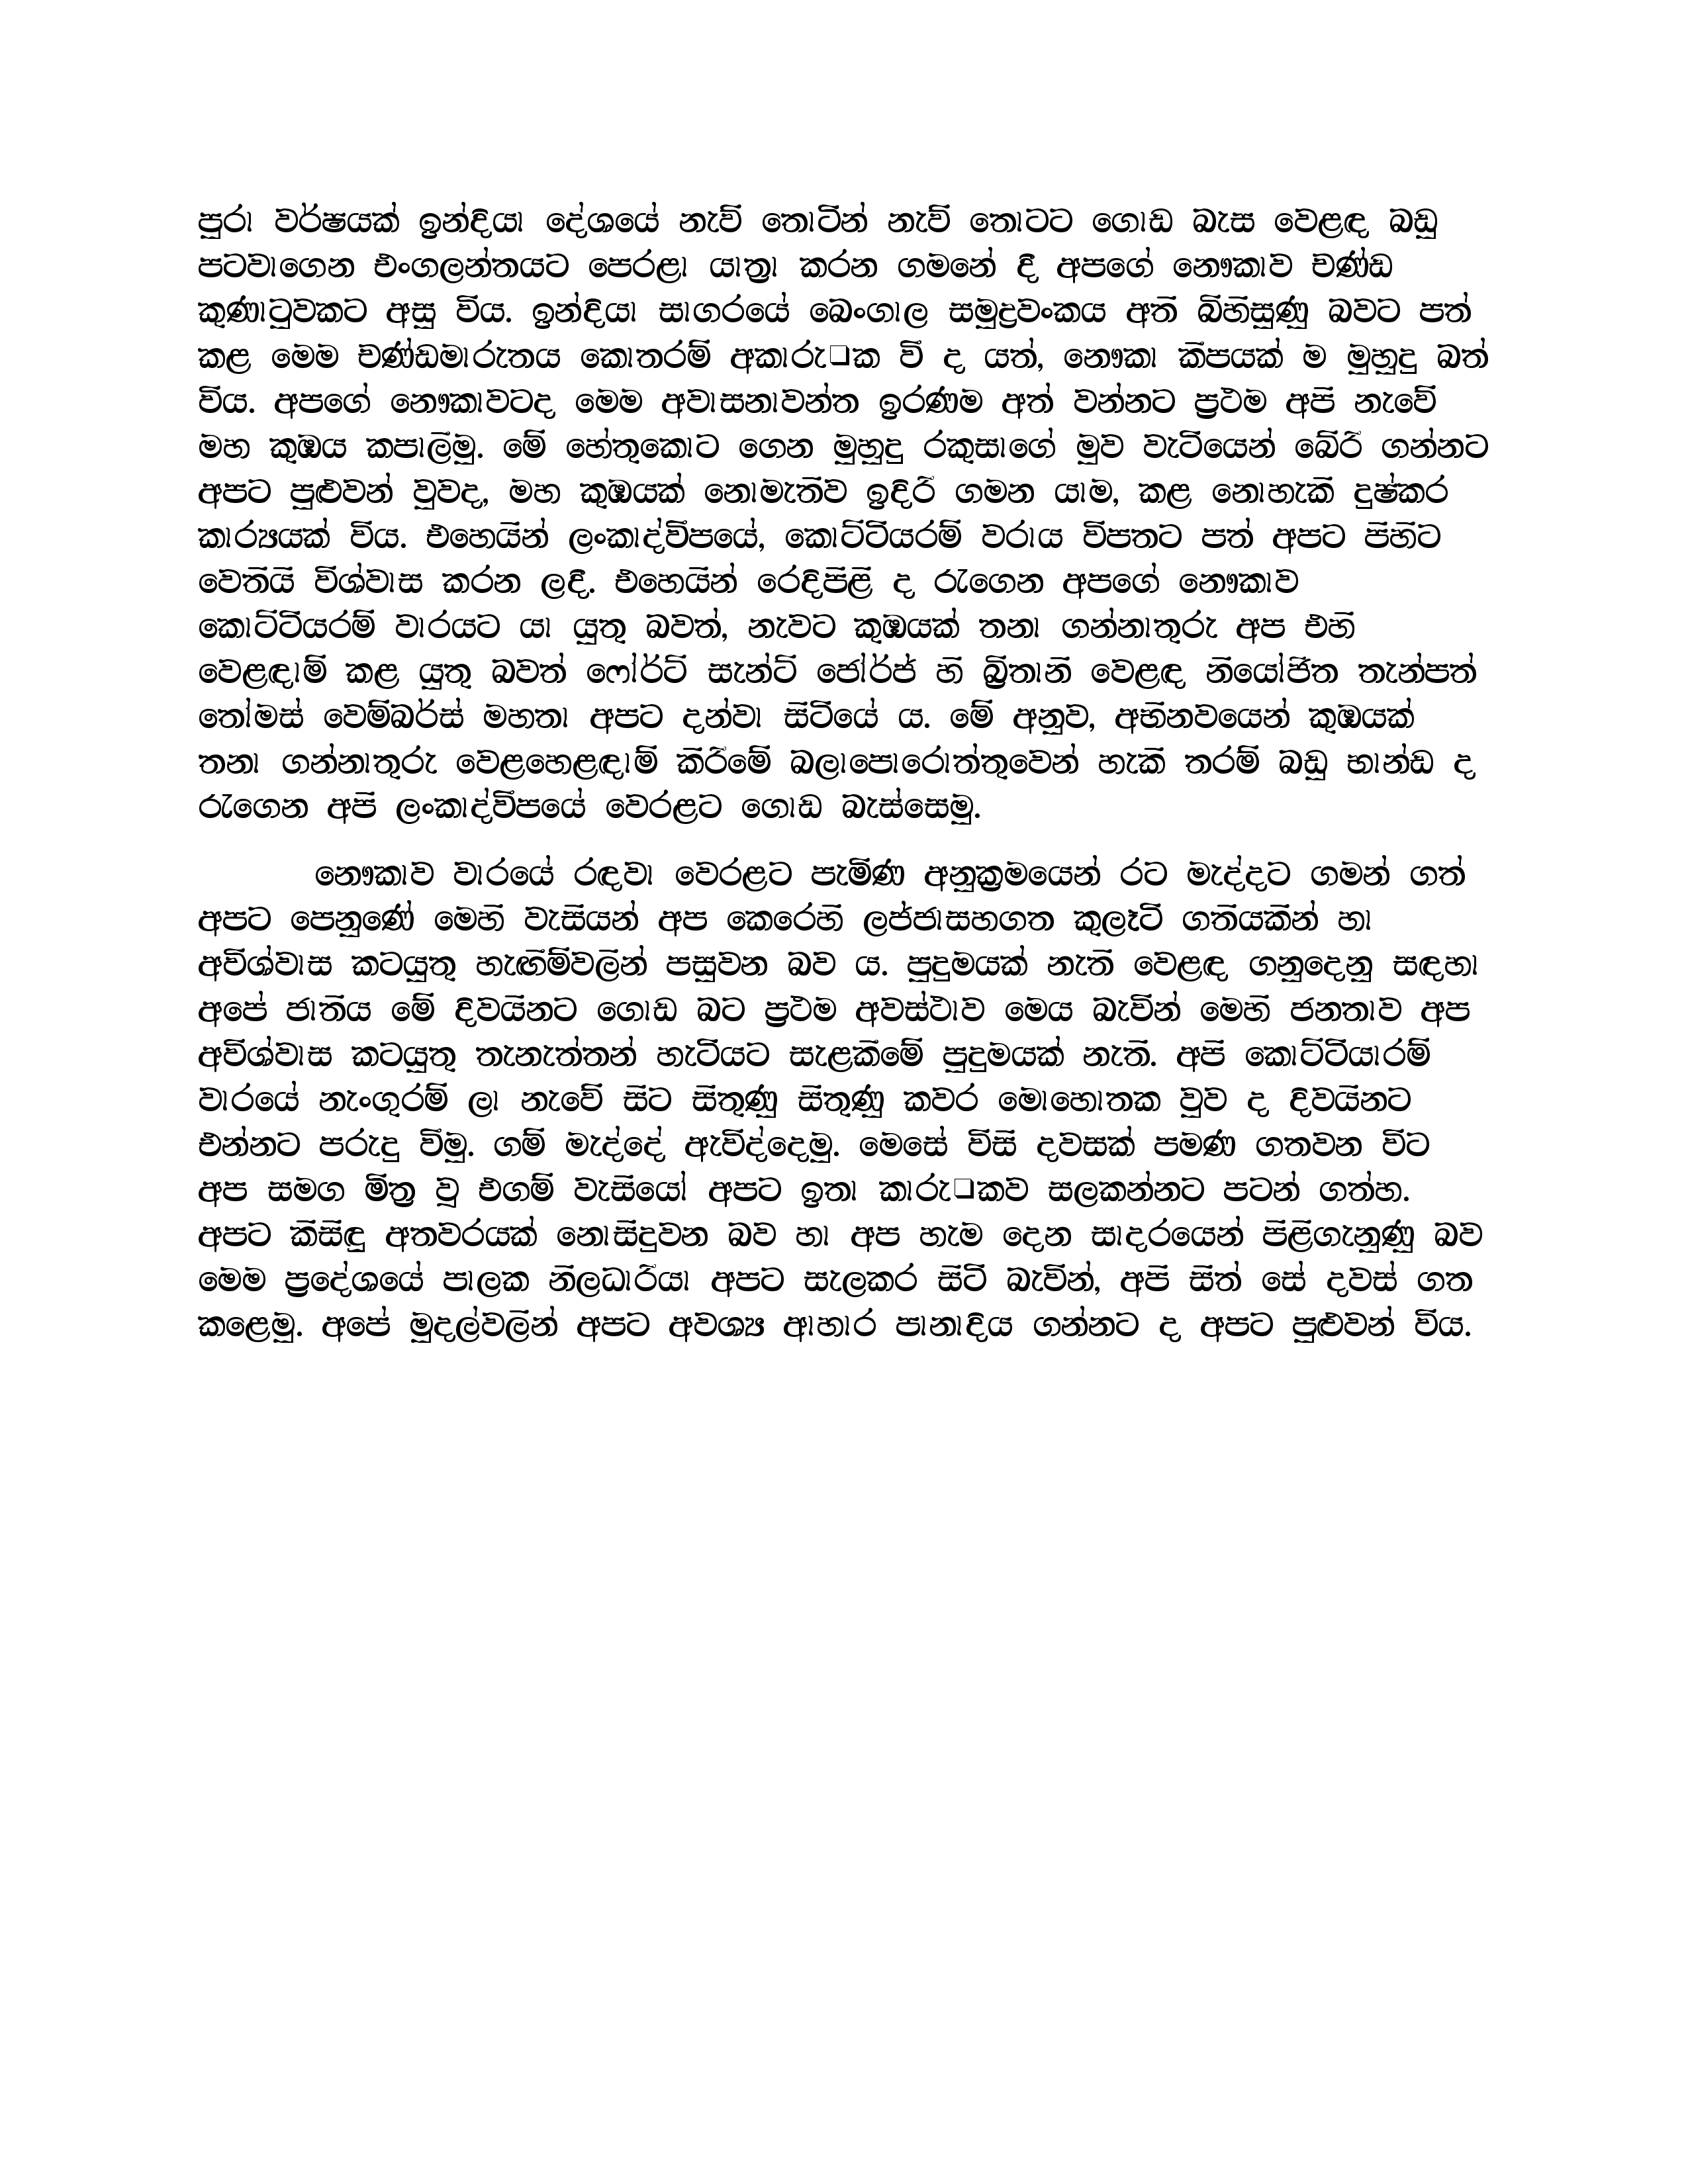 පුරා වර්ෂයක් ඉන්දියා දේශයේ නැව් තොටින් නැව් තොටට ගොඩ බැස වෙළඳ බඩු
පටවාගෙන එංගලන්තයට පෙරළා යාත්‍රා කරන ගමනේ දී අපගේ නෞකාව චණ්ඩ
කුණාටුවකට අසු විය. ඉන්දියා සාගරයේ බෙංගාල සමුද්‍රවංකය අති බිහිසුණු බවට පත්
කළ මෙම චණ්ඩමාරුතය කොතරම් අකාරු□ක වී ද යත්, නෞකා කීපයක් ම මුහුදු බත්
විය. අපගේ නෞකාවටද මෙම අවාසනාවන්ත ඉරණම අත් වන්නට ප්‍රථම අපි නැවේ
මහ කුඹය කපාලීමු. මේ හේතුකොට ගෙන මුහුදු රකුසාගේ මුව වැටියෙන් බේරී ගන්නට
අපට පුළුවන් වුවද, මහ කුඹයක් නොමැතිව ඉදිරි ගමන යාම, කළ නොහැකි දුෂ්කර
කාර්‍යයක් විය. එහෙයින් ලංකාද්වීපයේ, කොට්ටියරම් වරාය විපතට පත් අපට පිහිට
වෙතියි විශ්වාස කරන ලදී. එහෙයින් රෙදිපිළි ද රැගෙන අපගේ නෞකාව
කොට්ටියරම් වාරයට යා යුතු බවත්, නැවට කුඹයක් තනා ගන්නාතුරු අප එහි
වෙළඳාම් කළ යුතු බවත් ෆෝර්ට් සැන්ට් ජෝර්ජ් හි බ්‍රිතානි වෙළඳ නියෝජිත තැන්පත්
තෝමස් වෙම්බර්ස් මහතා අපට දන්වා සිටියේ ය. මේ අනුව, අභිනවයෙන් කුඹයක්
තනා ගන්නාතුරු වෙළහෙළඳාම් කිරීමේ බලාපොරොත්තුවෙන් හැකි තරම් බඩු භාන්ඩ ද
රැගෙන අපි ලංකාද්වීපයේ වෙරළට ගොඩ බැස්සෙමු.
නෞකාව වාරයේ රඳවා වෙරළට පැමිණ අනුක්‍රමයෙන් රට මැද්දට ගමන් ගත්
අපට පෙනුණේ මෙහි වැසියන් අප කෙරෙහි ලජ්ජාසහගත කුලෑටි ගතියකින් හා
අවිශ්වාස කටයුතු හැඟීම්වලින් පසුවන බව ය. පුදුමයක් නැති වෙළඳ ගනුදෙනු සඳහා
අපේ ජාතිය මේ දිවයිනට ගොඩ බට ප්‍රථම අවස්ථාව මෙය බැවින් මෙහි ජනතාව අප
අවිශ්වාස කටයුතු තැනැත්තන් හැටියට සැළකීමේ පුදුමයක් නැති. අපි කොට්ටියාරම්
වාරයේ නැංගුරම් ලා නැවේ සිට සිතුණු සිතුණු කවර මොහොතක වුව ද දිවයිනට
එන්නට පරුදු වීමු. ගම් මැද්දේ ඇවිද්දෙමු. මෙසේ විසි දවසක් පමණ ගතවන විට
අප සමග මිත්‍ර වූ එගම් වැසියෝ අපට ඉතා කාරු□කව සලකන්නට පටන් ගත්හ.
අපට කිසිඳු අතවරයක් නොසිදුවන බව හා අප හැම දෙන සාදරයෙන් පිළිගැනුණු බව
මෙම ප්‍රදේශයේ පාලක නිලධාරියා අපට සැලකර සිටි බැවින්, අපි සිත් සේ දවස් ගත
කළෙමු. අපේ මුදල්වලින් අපට අවශ්‍ය ආහාර පානාදිය ගන්නට ද අපට පුළුවන් විය.